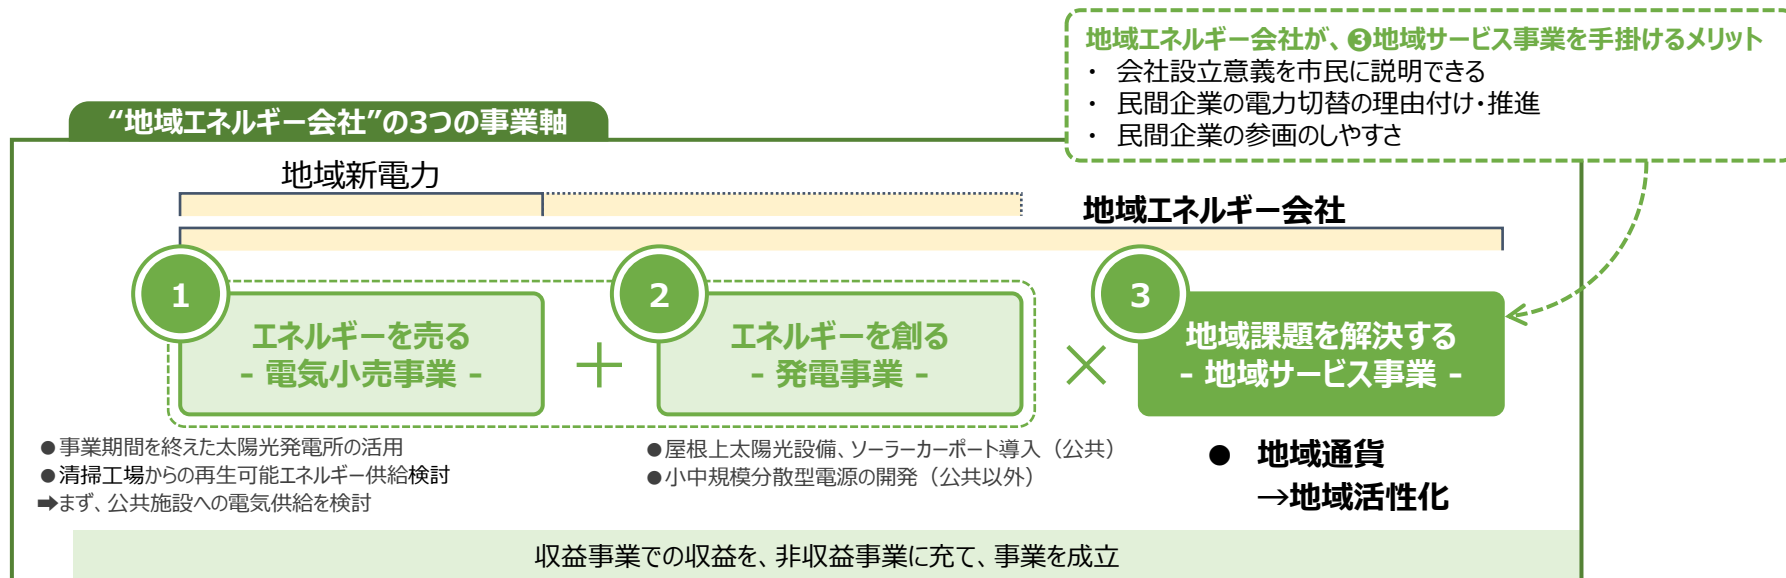 地域エネルギー会社が、❸地域サービス事業を手掛けるメリット
・ 会社設立意義を市民に説明できる
・ 民間企業の電力切替の理由付け・推進
・ 民間企業の参画のしやすさ
“地域エネルギー会社”の3つの事業軸
地域新電力
地域エネルギー会社
1
エネルギーを売る
- 電気小売事業 -
＋
2
エネルギーを創る
- 発電事業 -
×
3
地域課題を解決する
- 地域サービス事業 -
●事業期間を終えた太陽光発電所の活用
●清掃工場からの再生可能エネルギー供給検討
➡まず、公共施設への電気供給を検討
●屋根上太陽光設備、ソーラーカーポート導入（公共）
●小中規模分散型電源の開発（公共以外）
● 地域通貨
→地域活性化
収益事業での収益を、非収益事業に充て、事業を成立